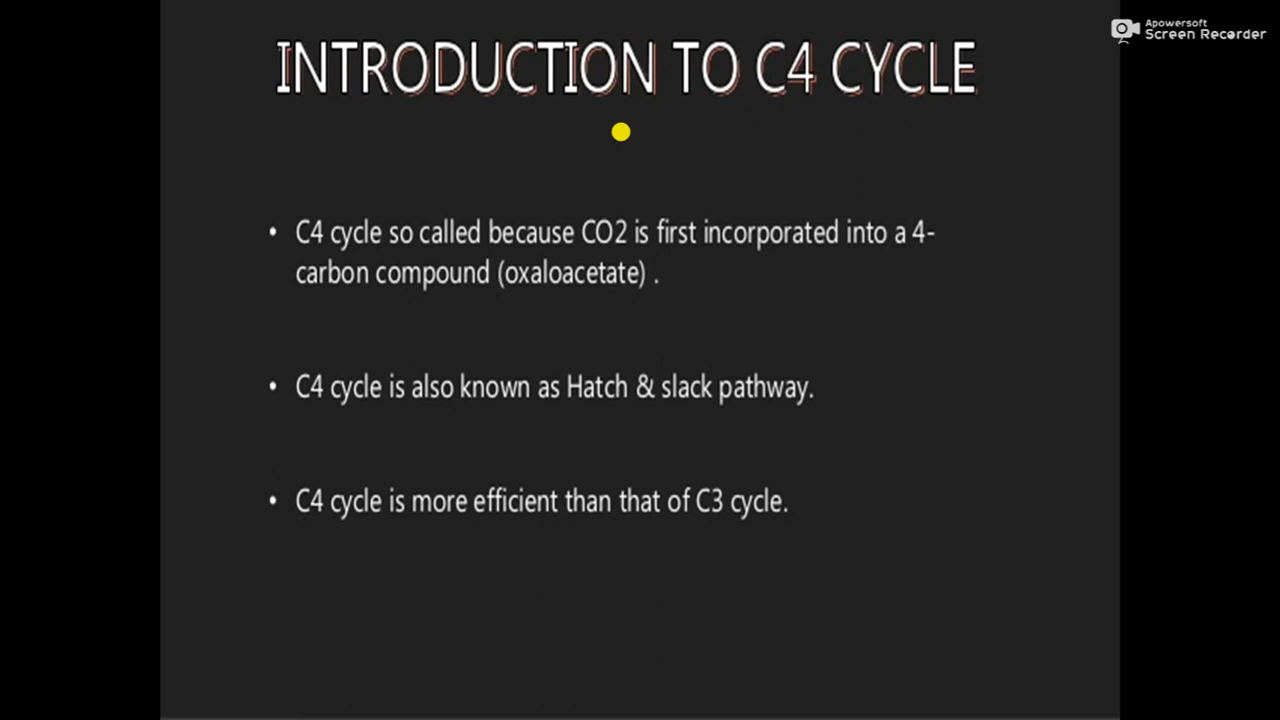 Apowersoft
Screen Recorder
INTRODUCTION TO C4 CYCLE
• C4 cycle so called because CO2 is first incorporated into a 4-
carbon compound (oxaloacetate) .
• C4 cycle is also known as Hatch & slack pathway.
• C4 cycle is more efficient than that of C3 cycle.